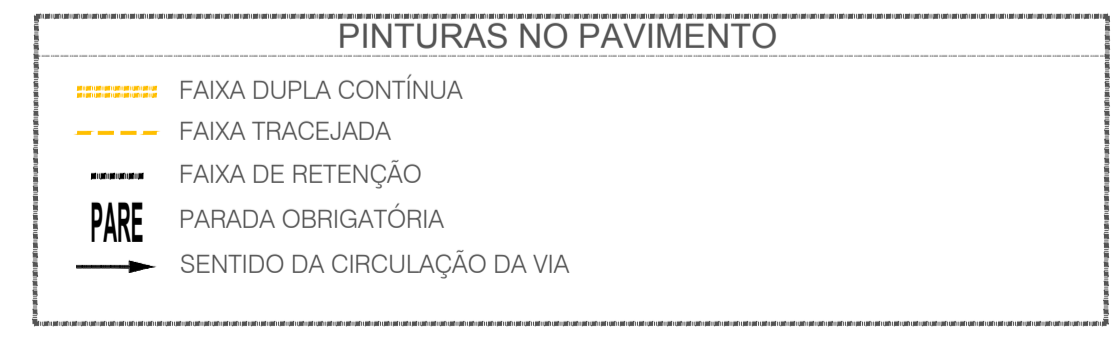 PINTURAS NO PAVIMENTO
FAIXA DUPLA CONTÍNUA
FAIXA TRACEJADA
FAIXA DE RETENÇÃO
PARE PARADA OBRIGATÓRIA
SENTIDO DA CIRCULAÇÃO DA VIA